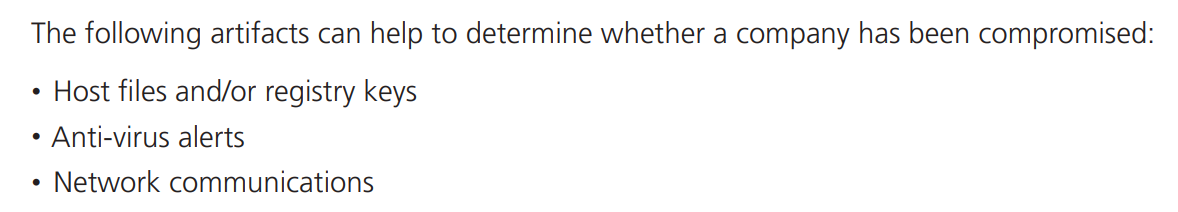 The following artifacts can help to determine whether a company has been compromised:
• Host files and/or registry keys
• Anti-virus alerts
• Network communications